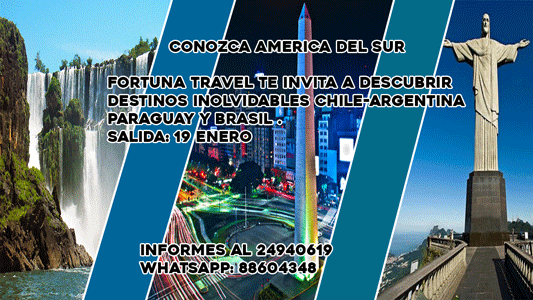 CONOZCA AMERICA DEL SUR
FORTUNA TRAVEL TE INVITA A DESCUBRIR
DESTINOS INOLVIDABLES CHILE-ARGENTINA
PARAGUAY Y BRASIL .
SALIDA: 19 ENERO
INFORMES AL 24940619
WHATSAPP: 88604348